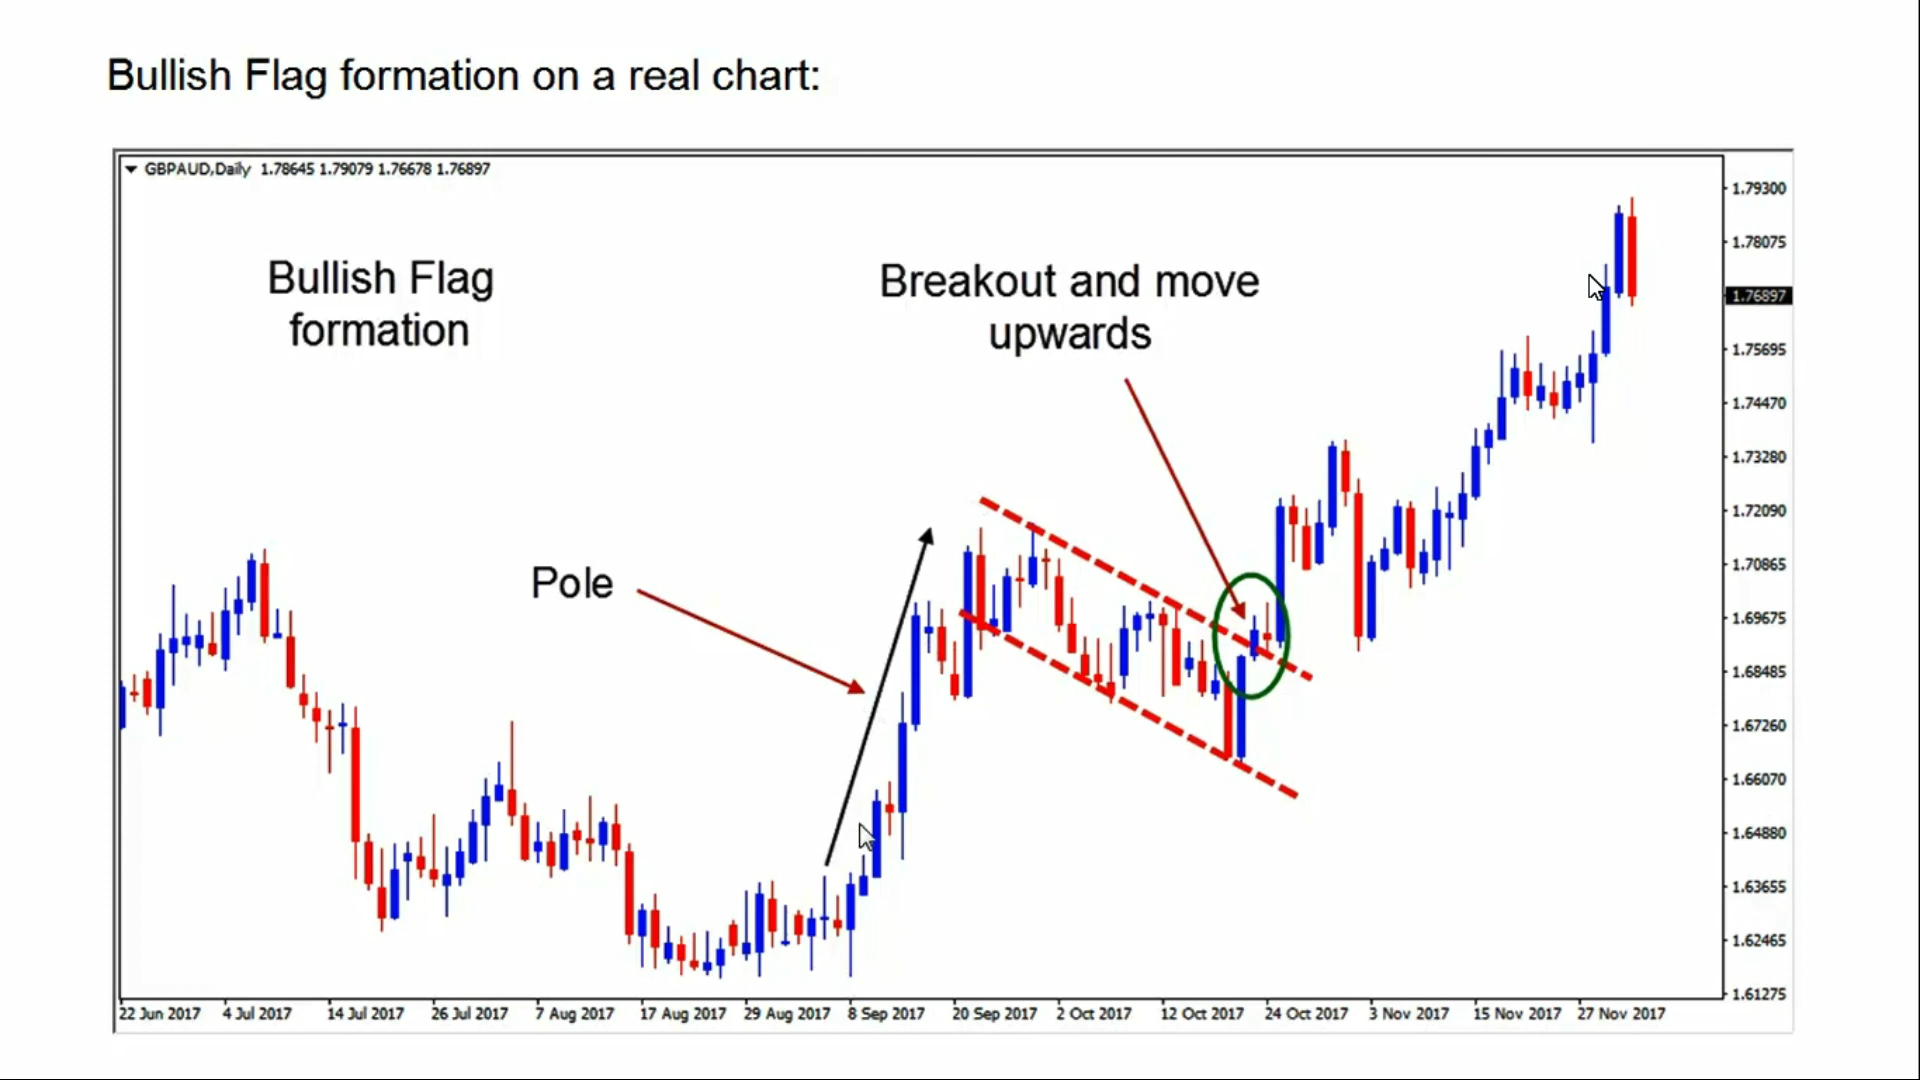 Bullish Flag formation on a real chart:
GBPAUD,Daily 1.78645 1.79079 1.76678 1.76897
Bullish Flag
formation
Breakout and move
upwards
Pole
1.79300
1.78075
1.76897
1.75695
1.74470
1.73280
1.72090
1.70865
1.69675
1.68485
1.67260
1.66070
1.64880
1.63655
1.62465
1.61275
22 Jun 2017 4 Jul 2017 14 Jul 2017 26 Jul 2017 7 Aug 2017 17 Aug 2017 29 Aug 2017 8 Sep 2017 20 Sep 2017 2 Oct 2017 12 Oct 2017 24 Oct 2017 3 Nov 2017 15 Nov 2017 27 Nov 2017